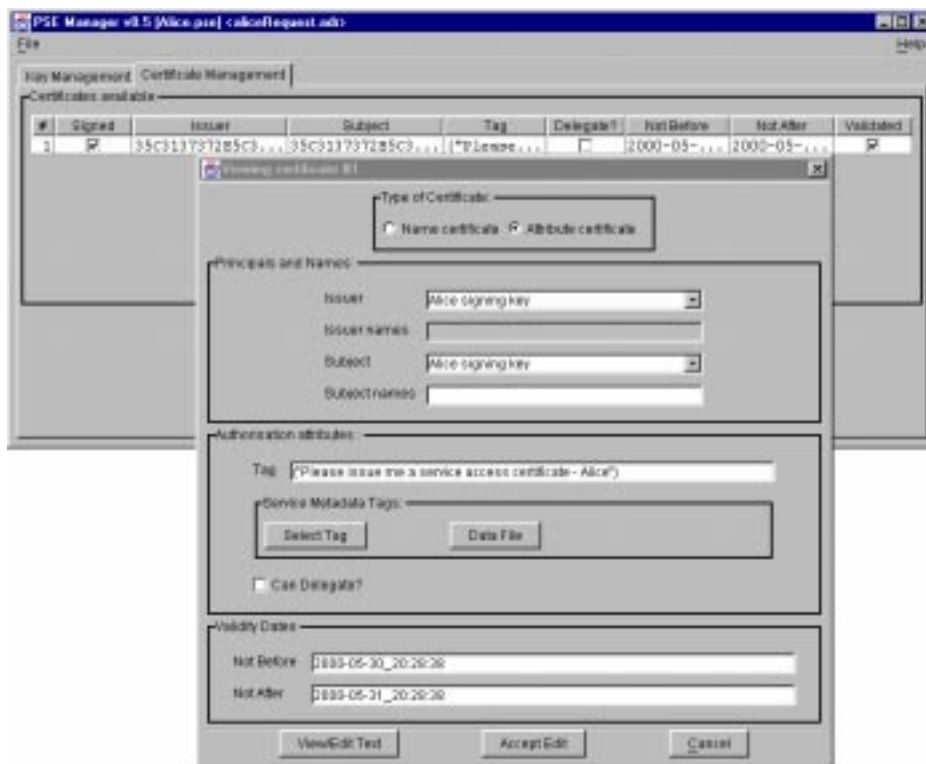 PSE Manager v0.5 [Alice.pse] <aliceRequest.adr>
File Help
Key Management Certificate Management
Certificates available
# Signed Issuer Subject Tag Delegate? Not Before Not After Validated
1 35c313737285c3... 35c313737285c3... ("Please... 2000-05-... 2000-05-...
Viewing certificate #1
Type of Certificate:
Name certificate Attribute certificate
Principals and Names:
Issuer Alice signing key
Issuer names
Subject Alice signing key
Subject names
Authorisation attributes:
Tag ("Please issue me a service access certificate - Alice")
Service Metadata Tags:
Select Tag Data File
Can Delegate?
Validity Dates
Not Before 2000-05-30_20:28:38
Not After 2000-05-31_20:28:38
View/Edit Text Accept Edit Cancel